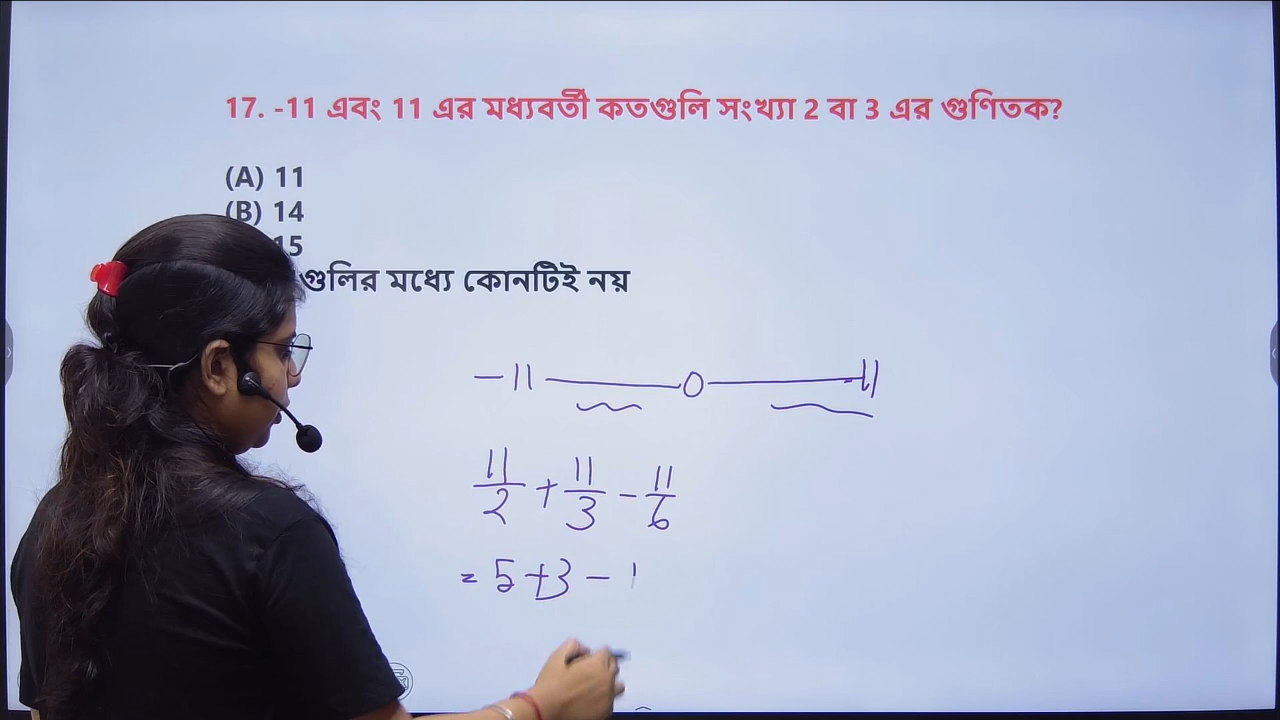 17. -11 এবং 11 এর মধ্যবর্তী কতগুলি সংখ্যা 2 বা 3 এর গুণিতক?
(A) 11
(B) 14
15
গুলির মধ্যে কোনটিই নয়
-11 0 11
11/2 + 11/3 - 11/6
= 5 + 3 - 1